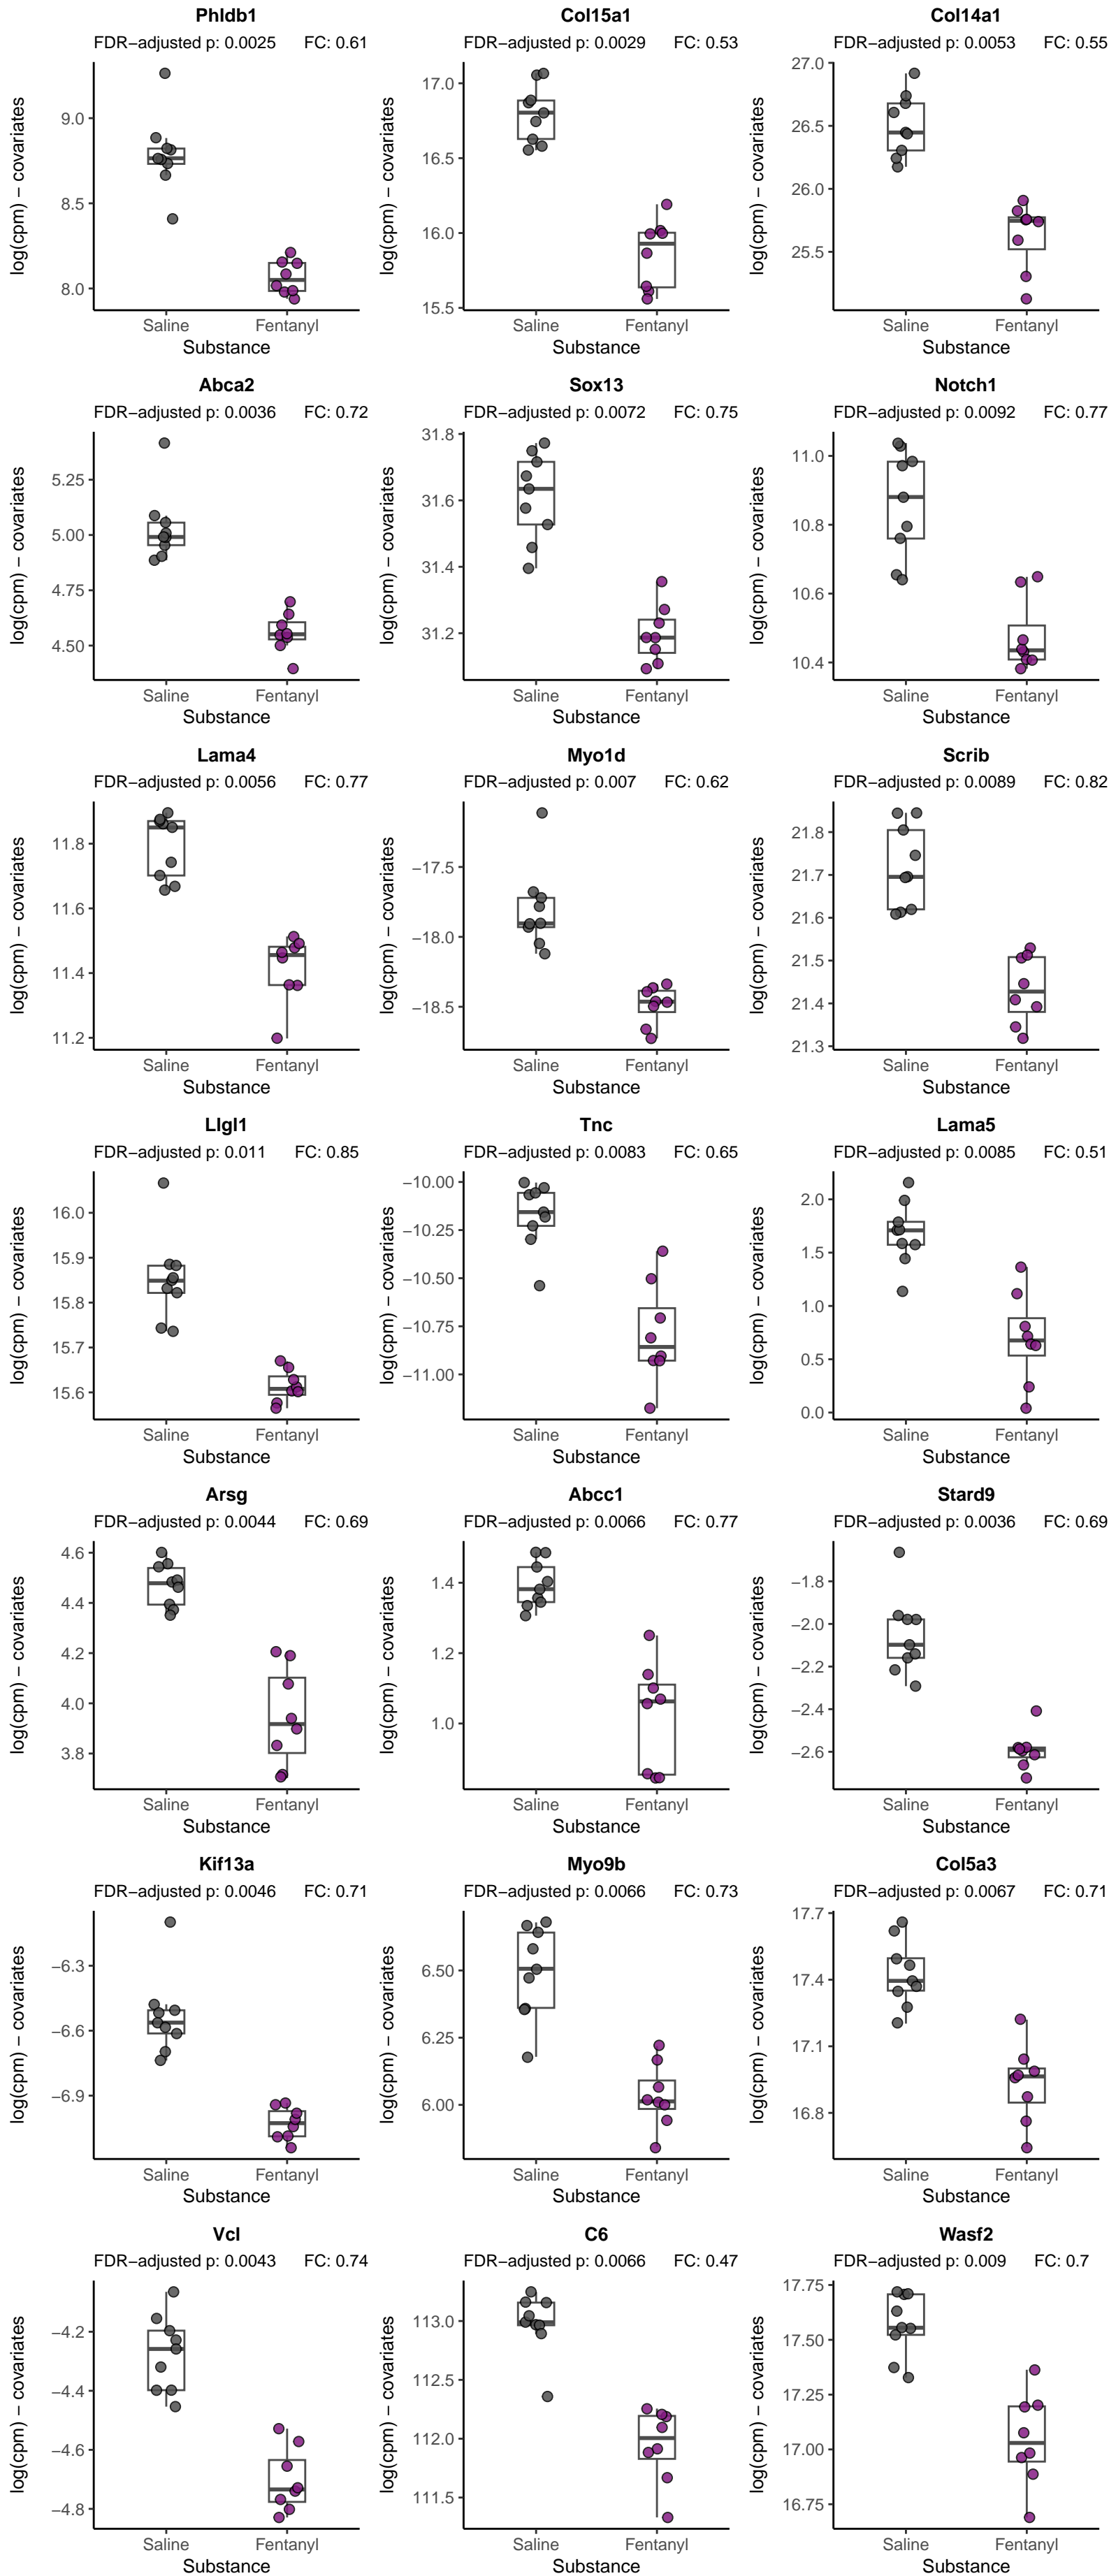 Phldb1
FDR−adjusted p: 0.0025 FC: 0.61
log(cpm) − covariates
9.0
8.5
8.0
Saline Fentanyl
Substance
Col15a1
FDR−adjusted p: 0.0029 FC: 0.53
log(cpm) − covariates
17.0
16.5
16.0
15.5
Saline Fentanyl
Substance
Col14a1
FDR−adjusted p: 0.0053 FC: 0.55
log(cpm) − covariates
27.0
26.5
26.0
25.5
Saline Fentanyl
Substance
Abca2
FDR−adjusted p: 0.0036 FC: 0.72
log(cpm) − covariates
5.25
5.00
4.75
4.50
Saline Fentanyl
Substance
Sox13
FDR−adjusted p: 0.0072 FC: 0.75
log(cpm) − covariates
31.8
31.6
31.4
31.2
Saline Fentanyl
Substance
Notch1
FDR−adjusted p: 0.0092 FC: 0.77
log(cpm) − covariates
11.0
10.8
10.6
10.4
Saline Fentanyl
Substance
Lama4
FDR−adjusted p: 0.0056 FC: 0.77
log(cpm) − covariates
11.8
11.6
11.4
11.2
Saline Fentanyl
Substance
Myo1d
FDR−adjusted p: 0.007 FC: 0.62
log(cpm) − covariates
−17.5
−18.0
−18.5
Saline Fentanyl
Substance
Scrib
FDR−adjusted p: 0.0089 FC: 0.82
log(cpm) − covariates
21.8
21.7
21.6
21.5
21.4
21.3
Saline Fentanyl
Substance
Llgl1
FDR−adjusted p: 0.011 FC: 0.85
log(cpm) − covariates
16.0
15.9
15.8
15.7
15.6
Saline Fentanyl
Substance
Tnc
FDR−adjusted p: 0.0083 FC: 0.65
log(cpm) − covariates
−10.00
−10.25
−10.50
−10.75
−11.00
Saline Fentanyl
Substance
Lama5
FDR−adjusted p: 0.0085 FC: 0.51
log(cpm) − covariates
2.0
1.5
1.0
0.5
0.0
Saline Fentanyl
Substance
Arsg
FDR−adjusted p: 0.0044 FC: 0.69
log(cpm) − covariates
4.6
4.4
4.2
4.0
3.8
Saline Fentanyl
Substance
Abcc1
FDR−adjusted p: 0.0066 FC: 0.77
log(cpm) − covariates
1.4
1.2
1.0
Saline Fentanyl
Substance
Stard9
FDR−adjusted p: 0.0036 FC: 0.69
log(cpm) − covariates
−1.8
−2.0
−2.2
−2.4
−2.6
Saline Fentanyl
Substance
Kif13a
FDR−adjusted p: 0.0046 FC: 0.71
log(cpm) − covariates
−6.3
−6.6
−6.9
Saline Fentanyl
Substance
Myo9b
FDR−adjusted p: 0.0066 FC: 0.73
log(cpm) − covariates
6.50
6.25
6.00
Saline Fentanyl
Substance
Col5a3
FDR−adjusted p: 0.0067 FC: 0.71
log(cpm) − covariates
17.7
17.4
17.1
16.8
Saline Fentanyl
Substance
Vcl
FDR−adjusted p: 0.0043 FC: 0.74
log(cpm) − covariates
−4.2
−4.4
−4.6
−4.8
Saline Fentanyl
Substance
C6
FDR−adjusted p: 0.0066 FC: 0.47
log(cpm) − covariates
113.0
112.5
112.0
111.5
Saline Fentanyl
Substance
Wasf2
FDR−adjusted p: 0.009 FC: 0.7
log(cpm) − covariates
17.75
17.50
17.25
17.00
16.75
Saline Fentanyl
Substance